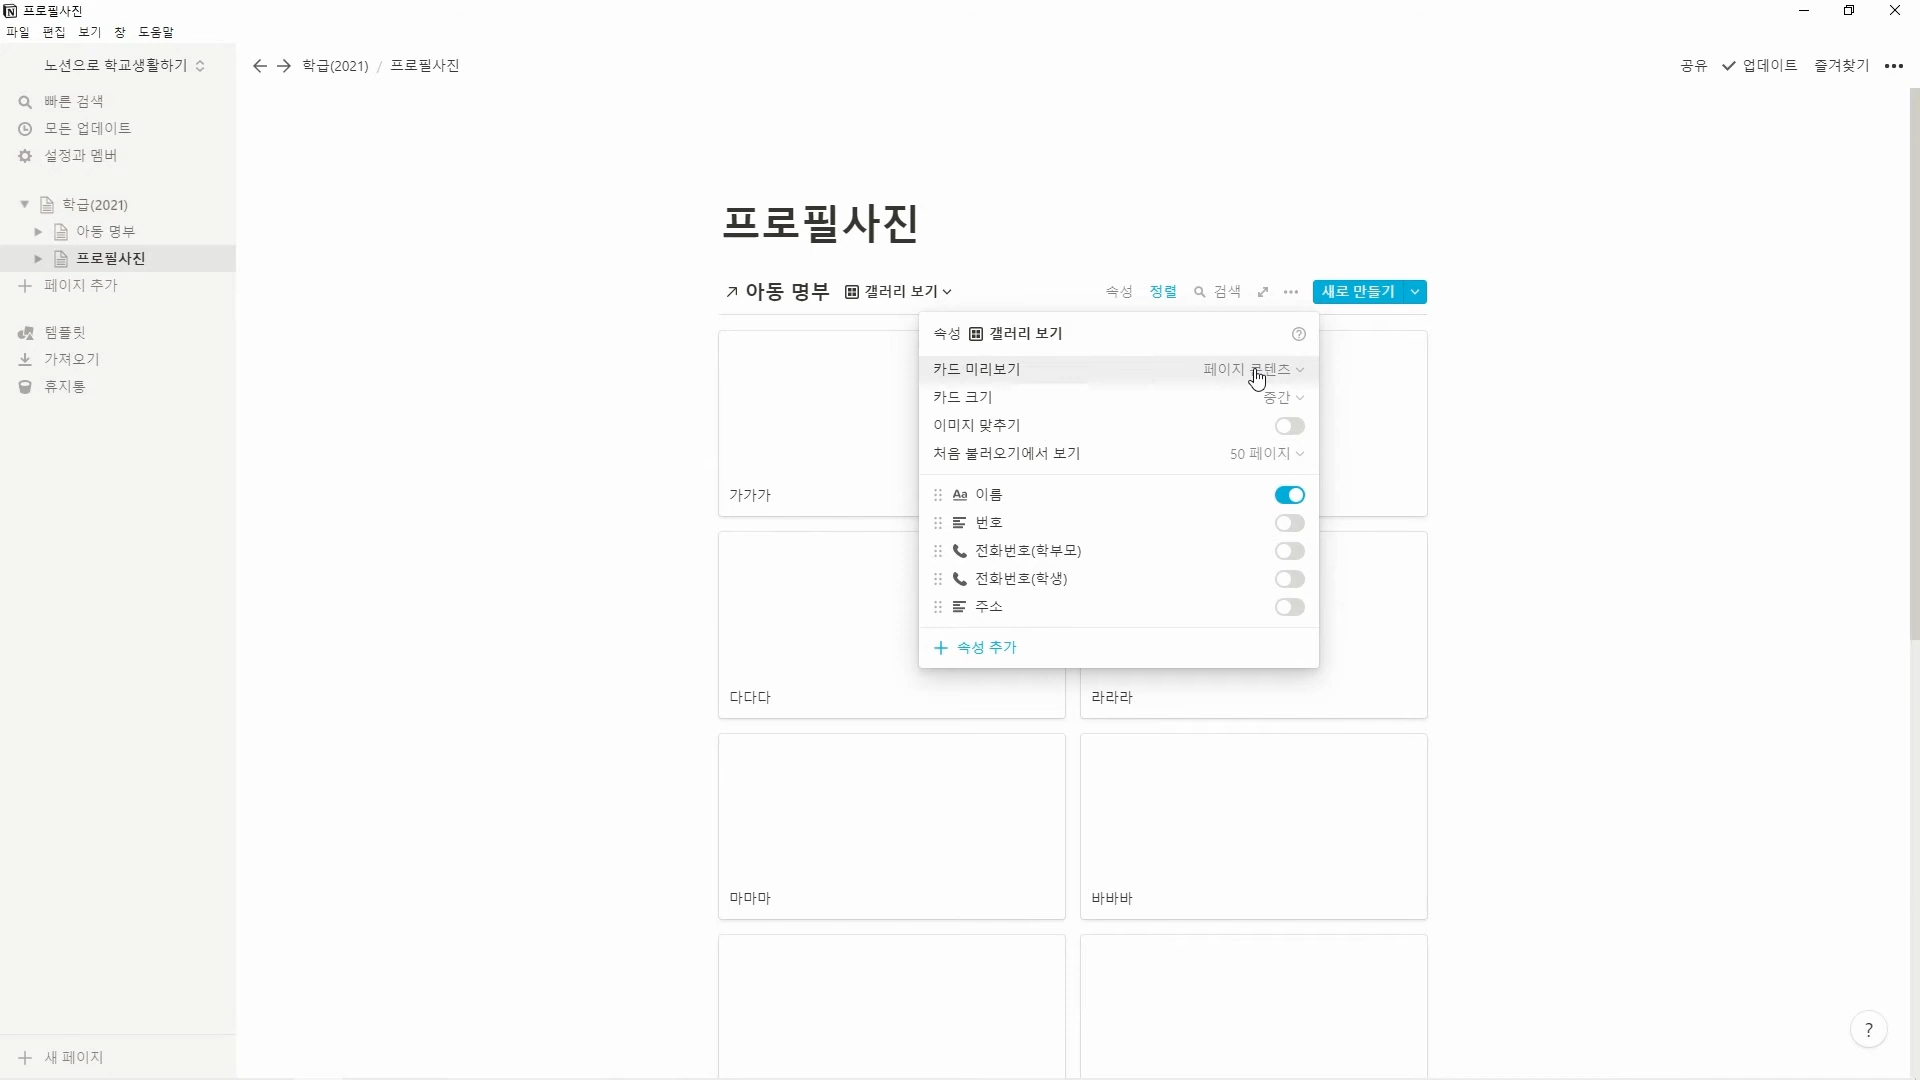 프로필사진
파일 편집 보기 창 도움말
노션으로 학교생활하기
학급(2021) / 프로필사진
공유 업데이트 즐겨찾기
빠른 검색
모든 업데이트
설정과 멤버
학급(2021)
아동 명부
프로필사진
페이지 추가
템플릿
가져오기
휴지통
새 페이지
프로필사진
아동 명부 갤러리 보기
속성 정렬 검색 새로 만들기
속성 갤러리 보기
카드 미리보기 페이지 콘텐츠
카드 크기 중간
이미지 맞추기
처음 불러오기에서 보기 50 페이지
Aa 이름
번호
전화번호(학부모)
전화번호(학생)
주소
속성 추가
가가가
다다다 라라라
마마마 바바바
?